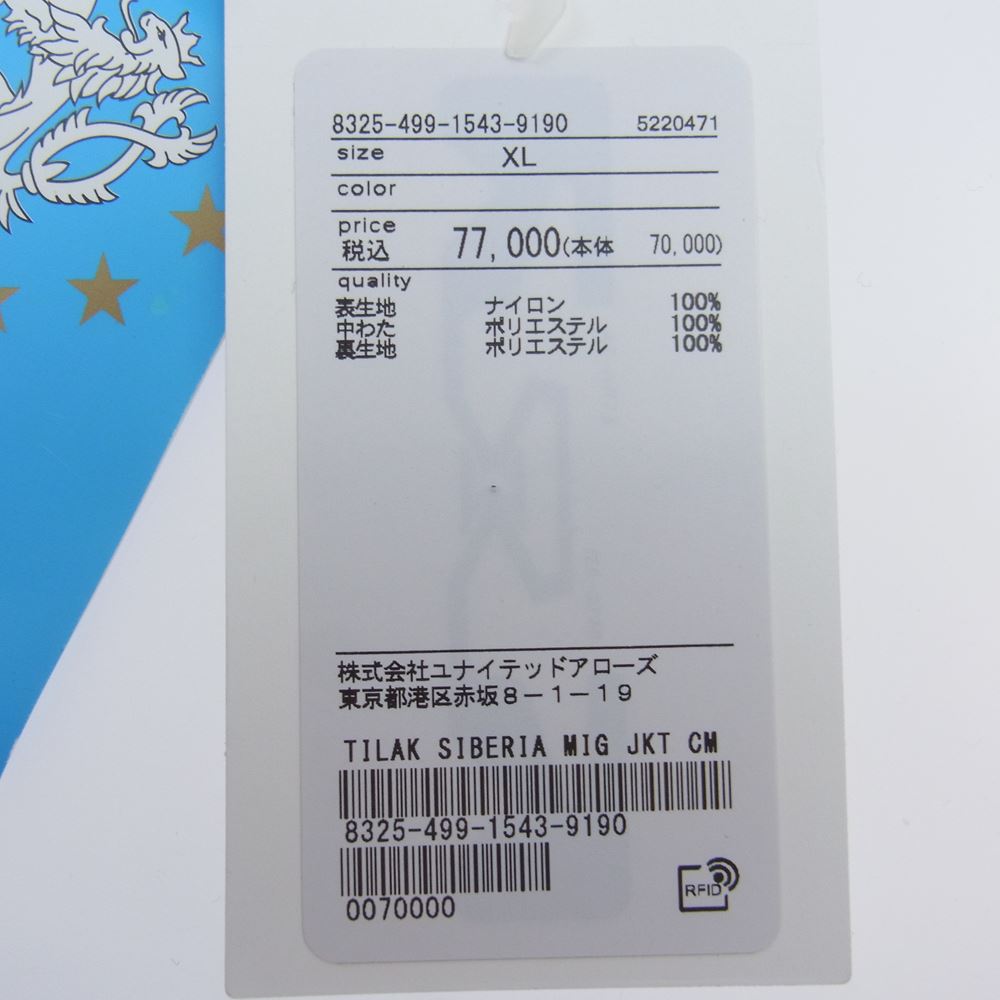 8325-499-1543-9190 5220471
size XL
color
price
税込 77,000(本体 70,000)
quality
表生地 ナイロン 100%
中わた ポリエステル 100%
裏生地 ポリエステル 100%
株式会社ユナイテッドアローズ
東京都港区赤坂8－1－19
TILAK SIBERIA MIG JKT CM
8325-499-1543-9190
0070000
RFID